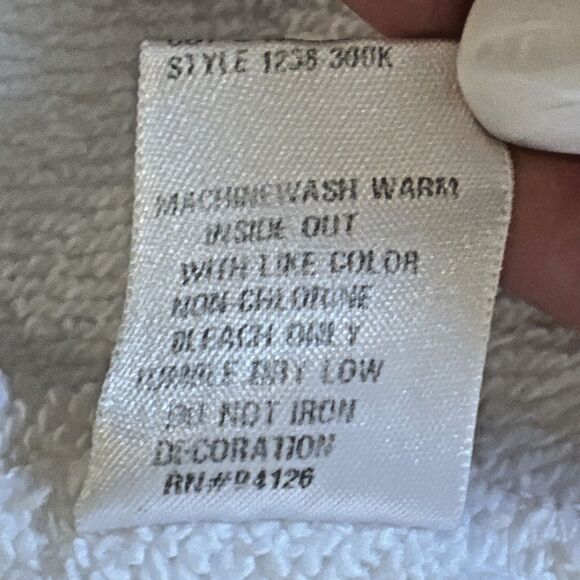 STYLE 1238 300K
MACHINE WASH WARM
INSIDE OUT
WITH LIKE COLOR
NON-CHLORINE
BLEACH ONLY
TUMBLE DRY LOW
DO NOT IRON
DECORATION
RN#94126